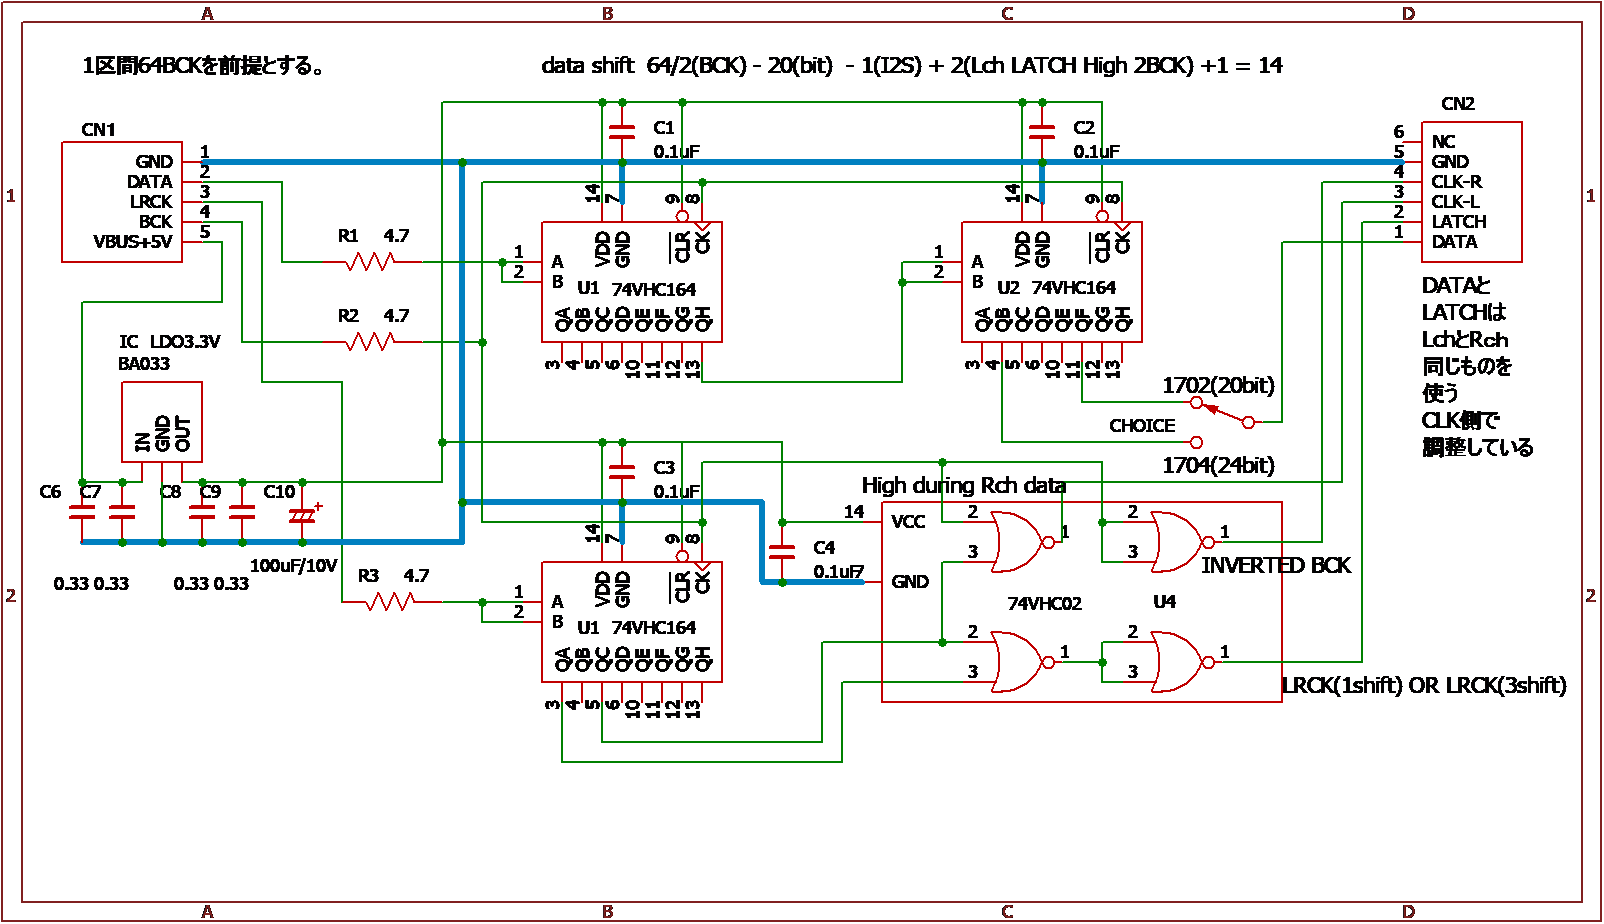 A B C D
1区間64BCKを前提とする。
data shift 64/2(BCK) - 20(bit) - 1(I2S) + 2(Lch LATCH High 2BCK) +1 = 14
CN1
GND 1
DATA 2
LRCK 3
BCK 4
VBUS+5V 5
1
R1 4.7
R2 4.7
IC LDO3.3V
BA033
IN
GND
OUT
C6 C7 C8 C9 C10
+
0.33 0.33 0.33 0.33
100uF/10V
R3 4.7
C1
0.1uF
14 7 9 8
VDD GND CLR CK
1 A
2 B
U1 74VHC164
QA QB QC QD QE QF QG QH
3 4 5 6 10 11 12 13
C2
0.1uF
14 7 9 8
VDD GND CLR CK
1 A
2 B
U2 74VHC164
QA QB QC QD QE QF QG QH
3 4 5 6 10 11 12 13
CN2
6 NC
5 GND
4 CLK-R
3 CLK-L
2 LATCH
1 DATA
1
DATAと
LATCHは
LchとRch
同じものを
使う
CLK側で
調整している
1702(20bit)
CHOICE
1704(24bit)
C3
0.1uF
14 7 9 8
VDD GND CLR CK
1 A
2 B
U1 74VHC164
QA QB QC QD QE QF QG QH
3 4 5 6 10 11 12 13
C4
0.1uF
High during Rch data
14 VCC
7 GND
2 3 1
2 3 1
INVERTED BCK
74VHC02 U4
2 3 1
2 3 1
LRCK(1shift) OR LRCK(3shift)
2
2
A B C D